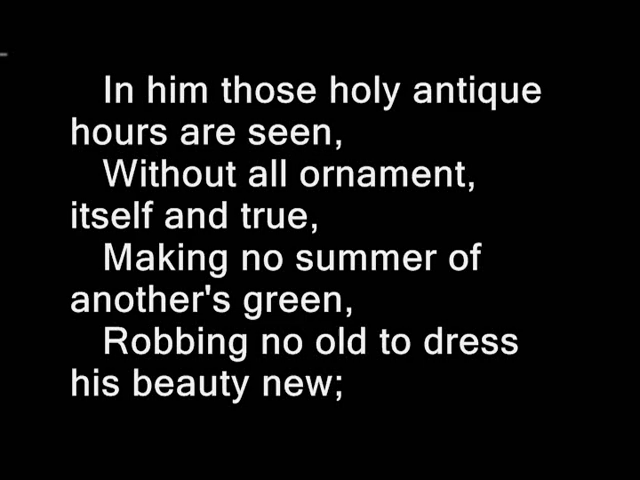 In him those holy antique
hours are seen,
Without all ornament,
itself and true,
Making no summer of
another's green,
Robbing no old to dress
his beauty new;